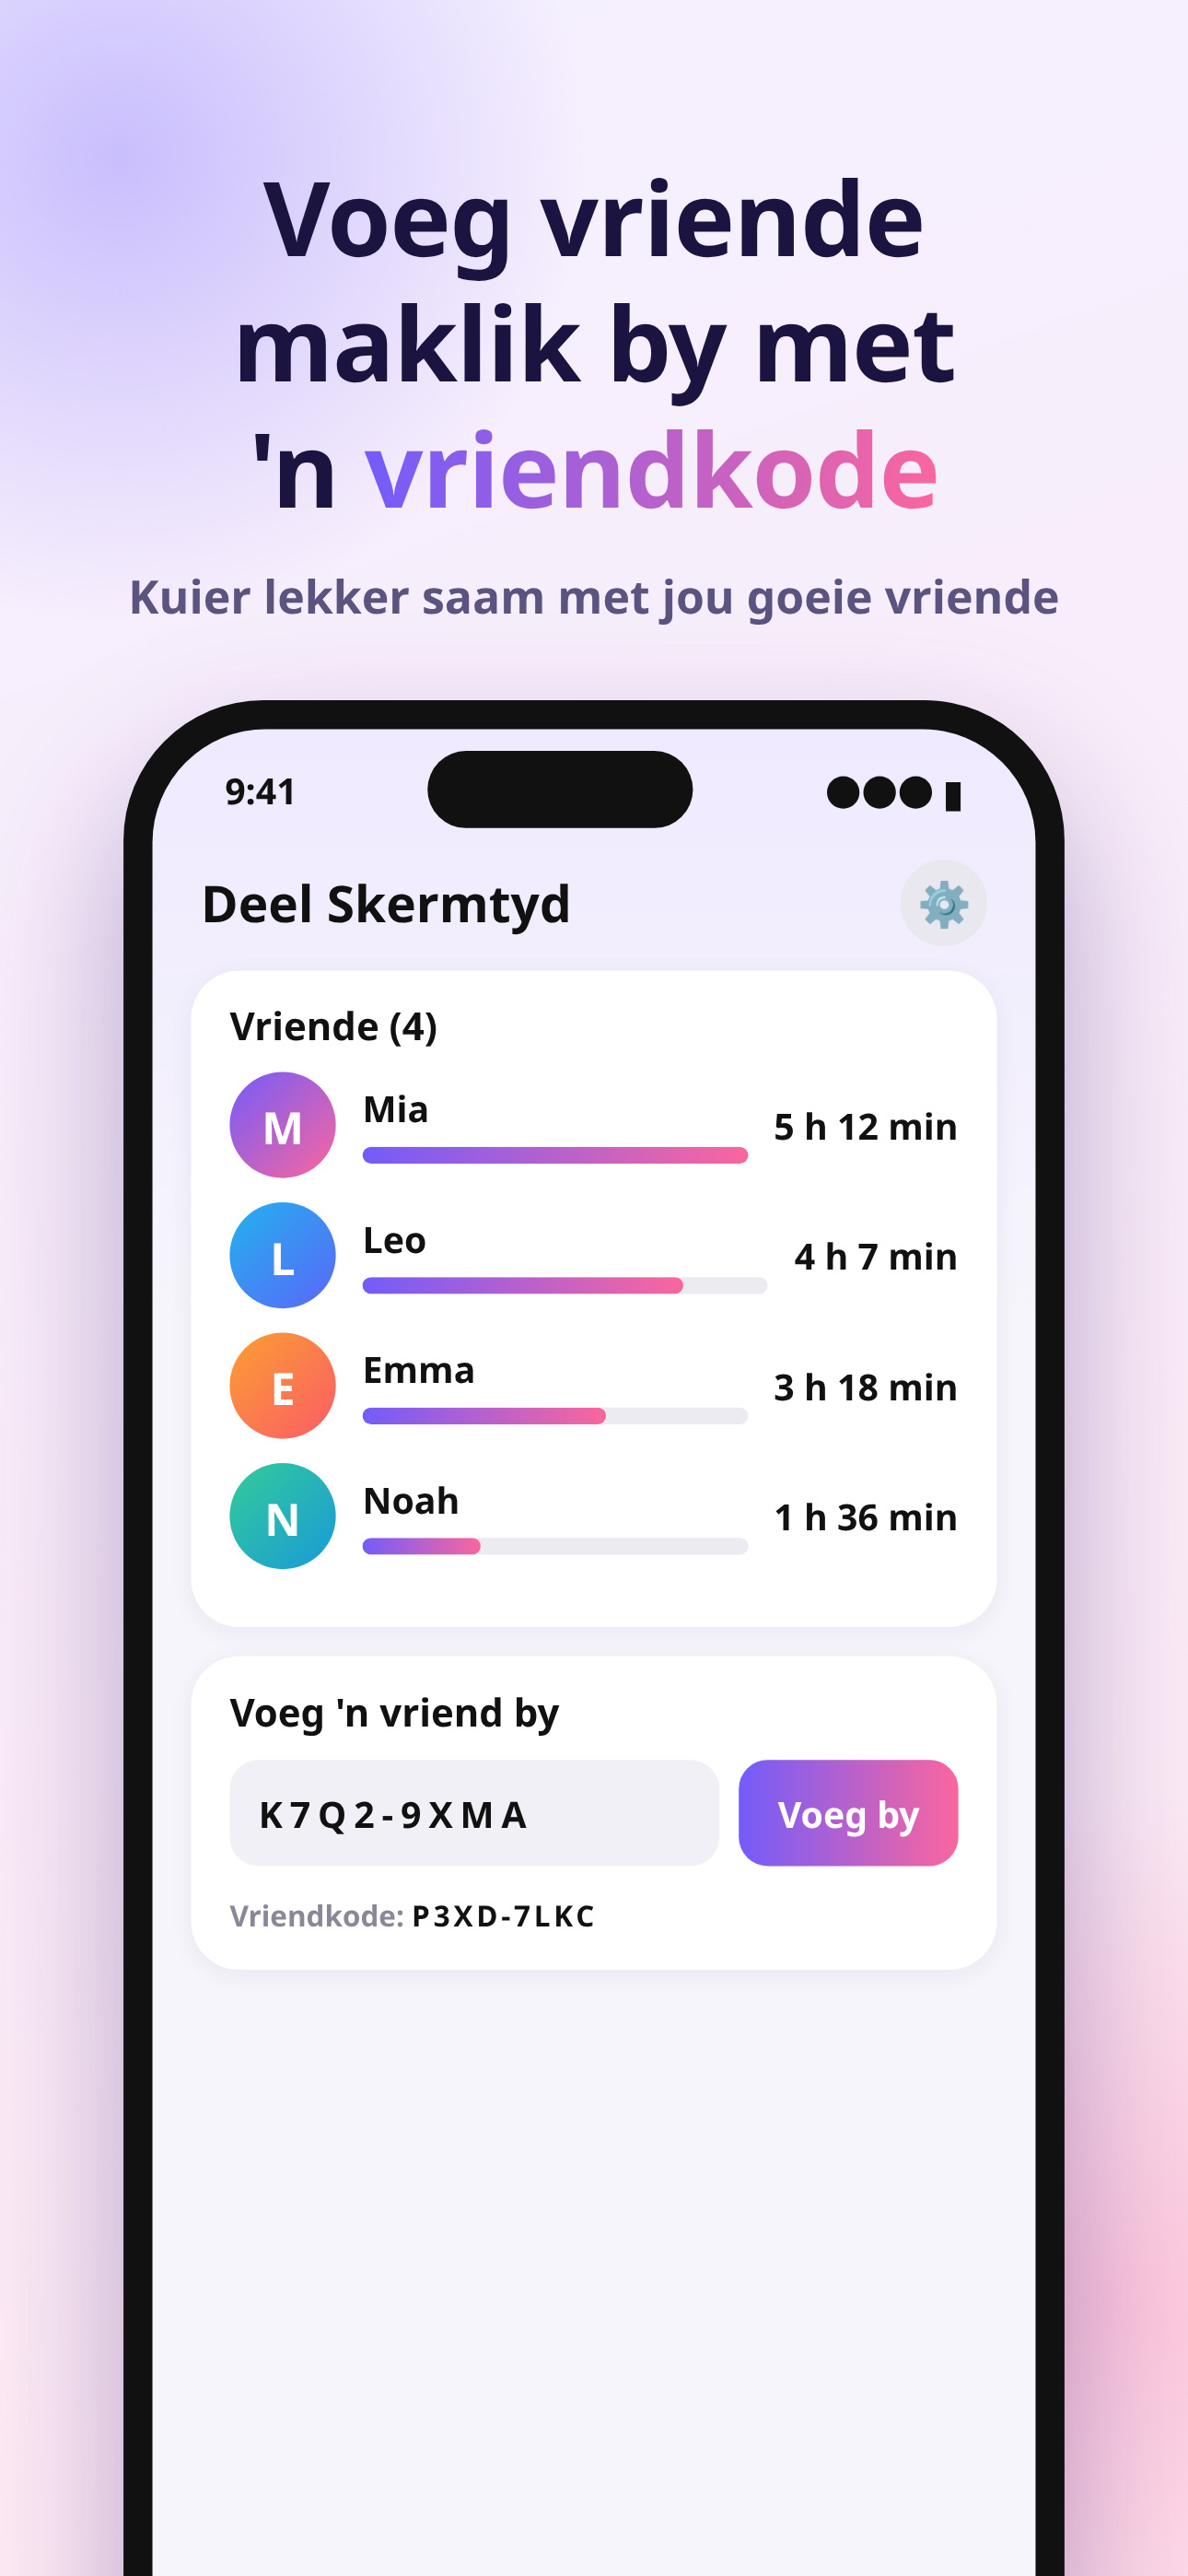 Voeg vriende
maklik by met
'n vriendkode
Kuier lekker saam met jou goeie vriende
9:41
Deel Skermtyd
Vriende (4)
M
Mia
5 h 12 min
L
Leo
4 h 7 min
E
Emma
3 h 18 min
N
Noah
1 h 36 min
Voeg 'n vriend by
K7Q2-9XMA
Voeg by
Vriendkode: P3XD-7LKC